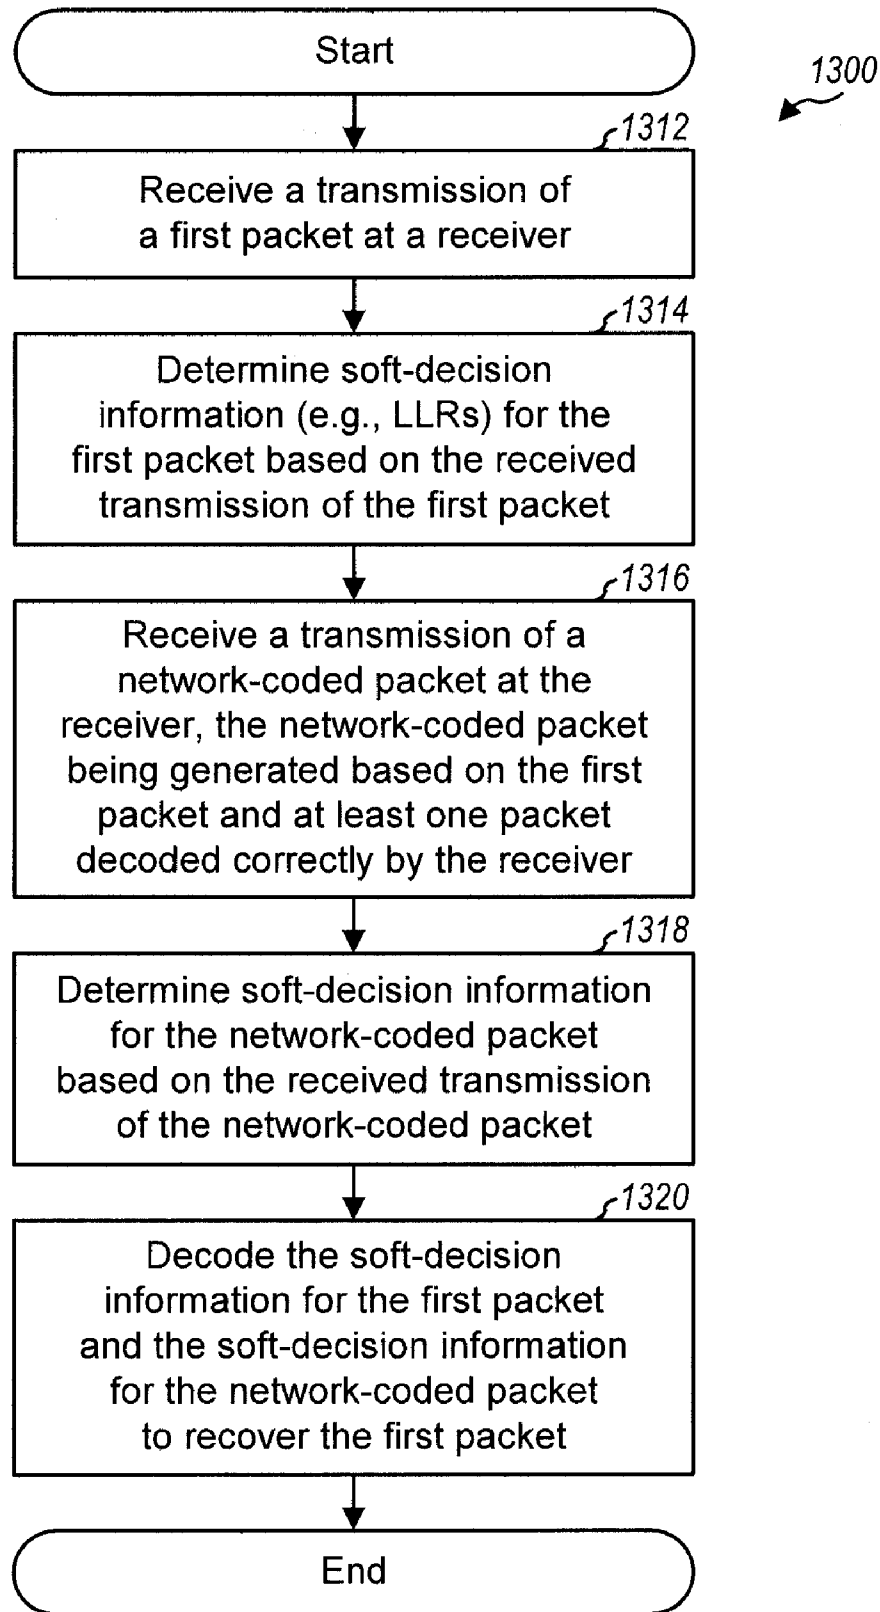 Start
1300
1312
Receive a transmission of
a first packet at a receiver
1314
Determine soft-decision
information (e.g., LLRs) for the
first packet based on the received
transmission of the first packet
1316
Receive a transmission of a
network-coded packet at the
receiver, the network-coded packet
being generated based on the first
packet and at least one packet
decoded correctly by the receiver
1318
Determine soft-decision information
for the network-coded packet
based on the received transmission
of the network-coded packet
1320
Decode the soft-decision
information for the first packet
and the soft-decision information
for the network-coded packet
to recover the first packet
End